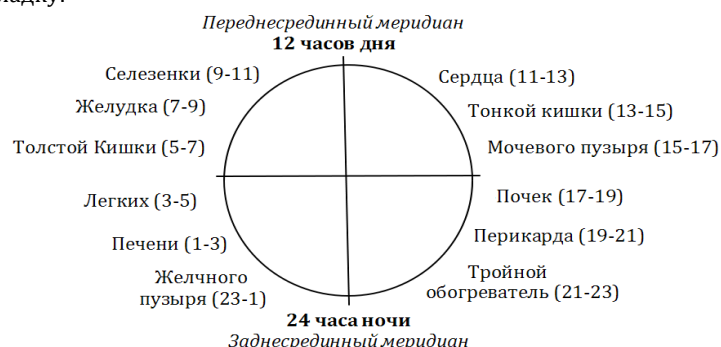 Переднесрединный меридиан
12 часов дня
Селезенки (9-11)
Сердца (11-13)
Желудка (7-9)
Тонкой кишки (13-15)
Толстой Кишки (5-7)
Мочевого пузыря (15-17)
Легких (3-5)
Почек (17-19)
Печени (1-3)
Перикарда (19-21)
Желчного
пузыря (23-1)
Тройной
обогреватель (21-23)
24 часа ночи
Заднесрединный меридиан